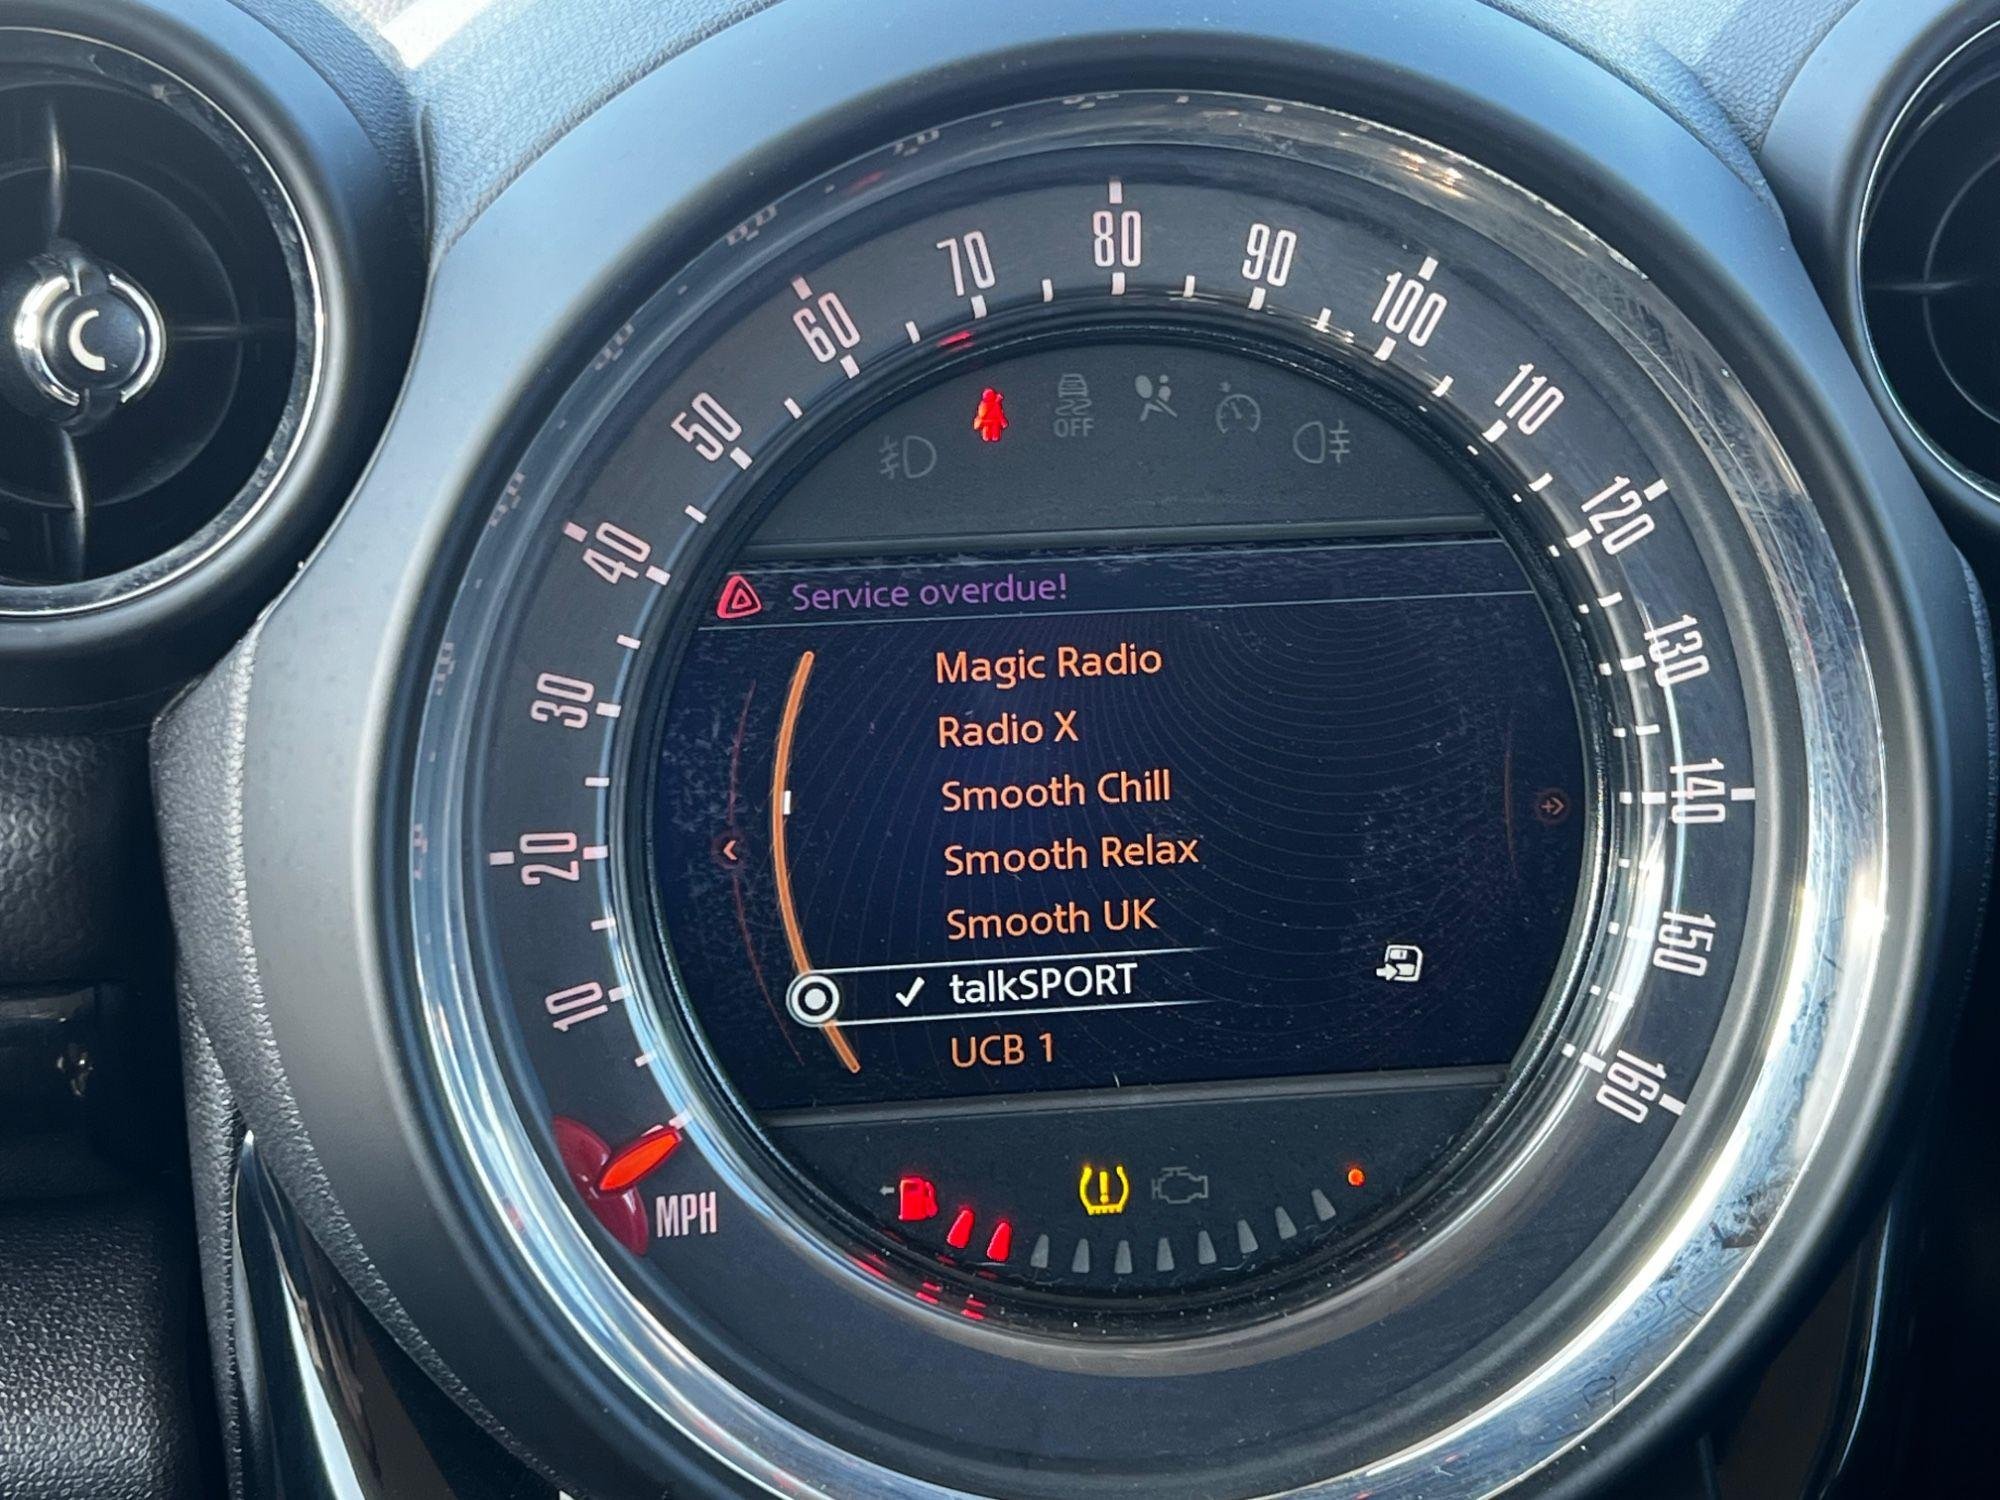 10
20
30
40
50
60
70
80
90
100
110
120
130
140
150
160
MPH
OFF
Service overdue!
Magic Radio
Radio X
Smooth Chill
Smooth Relax
Smooth UK
talkSPORT
UCB 1